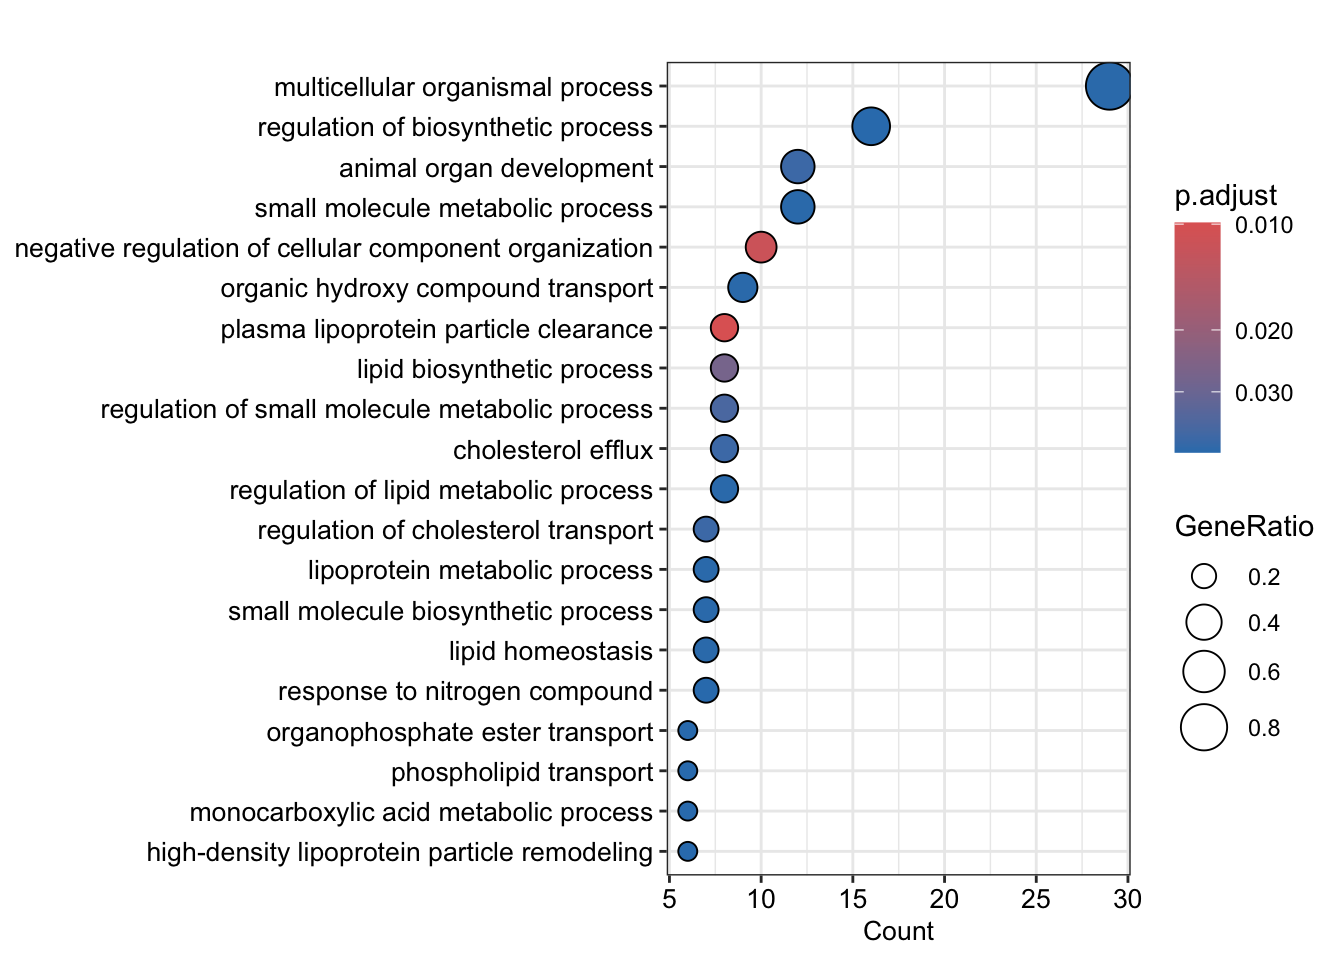 multicellular organismal process
regulation of biosynthetic process
animal organ development
small molecule metabolic process
negative regulation of cellular component organization
organic hydroxy compound transport
plasma lipoprotein particle clearance
lipid biosynthetic process
regulation of small molecule metabolic process
cholesterol efflux
regulation of lipid metabolic process
regulation of cholesterol transport
lipoprotein metabolic process
small molecule biosynthetic process
lipid homeostasis
response to nitrogen compound
organophosphate ester transport
phospholipid transport
monocarboxylic acid metabolic process
high-density lipoprotein particle remodeling
5 10 15 20 25 30
Count
p.adjust
0.010
0.020
0.030
GeneRatio
0.2
0.4
0.6
0.8